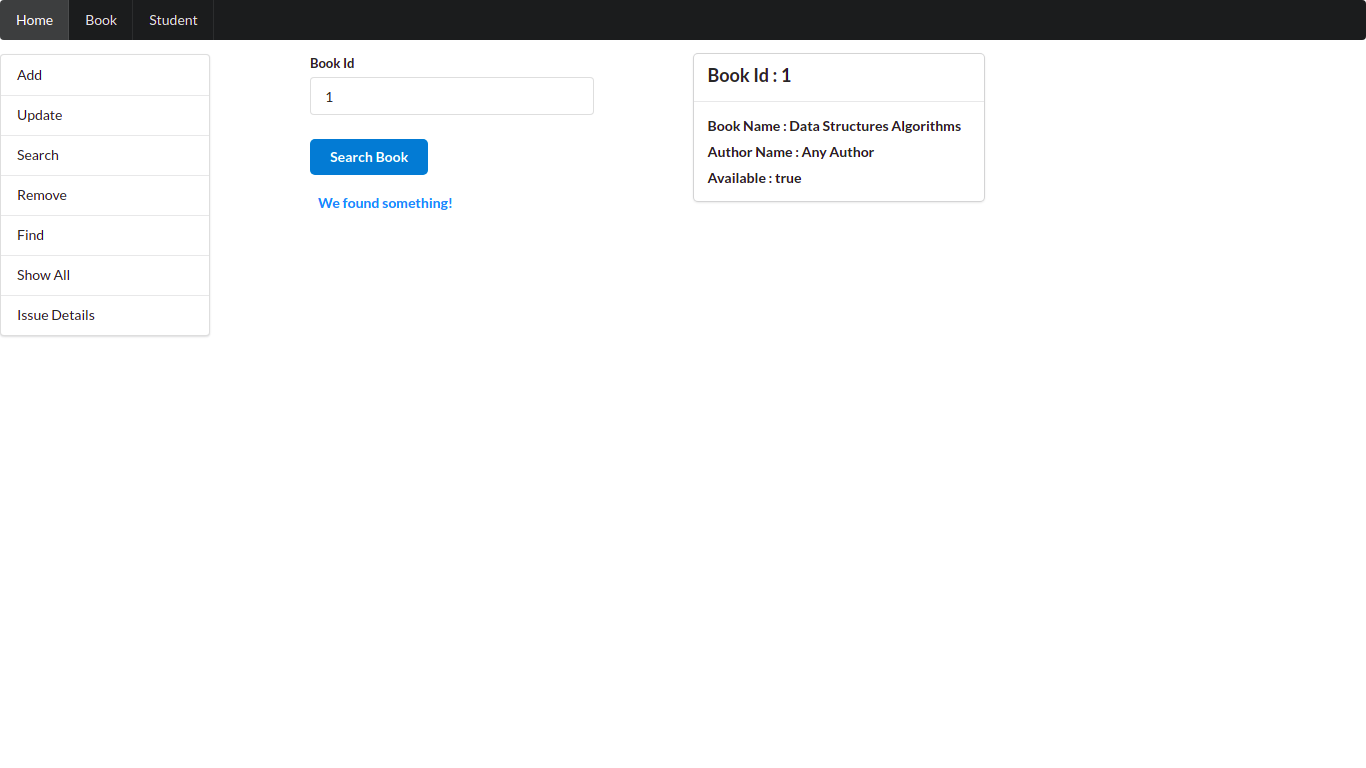 Home Book Student
Add
Update
Search
Remove
Find
Show All
Issue Details
Book Id
1
Search Book
We found something!
Book Id : 1
Book Name : Data Structures Algorithms
Author Name : Any Author
Available : true